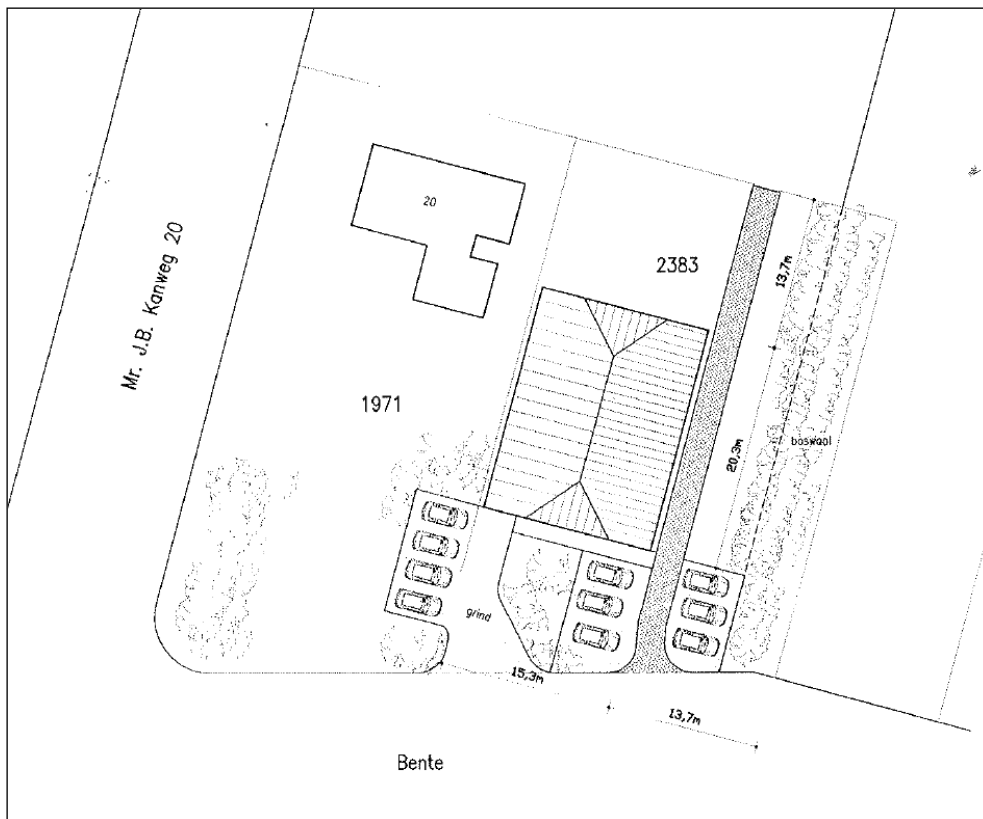 20
2383
13,7m
Mr. J.B. Kanweg 20
1971
boswal
20,3m
grind
15,3m
13,7m
Bente